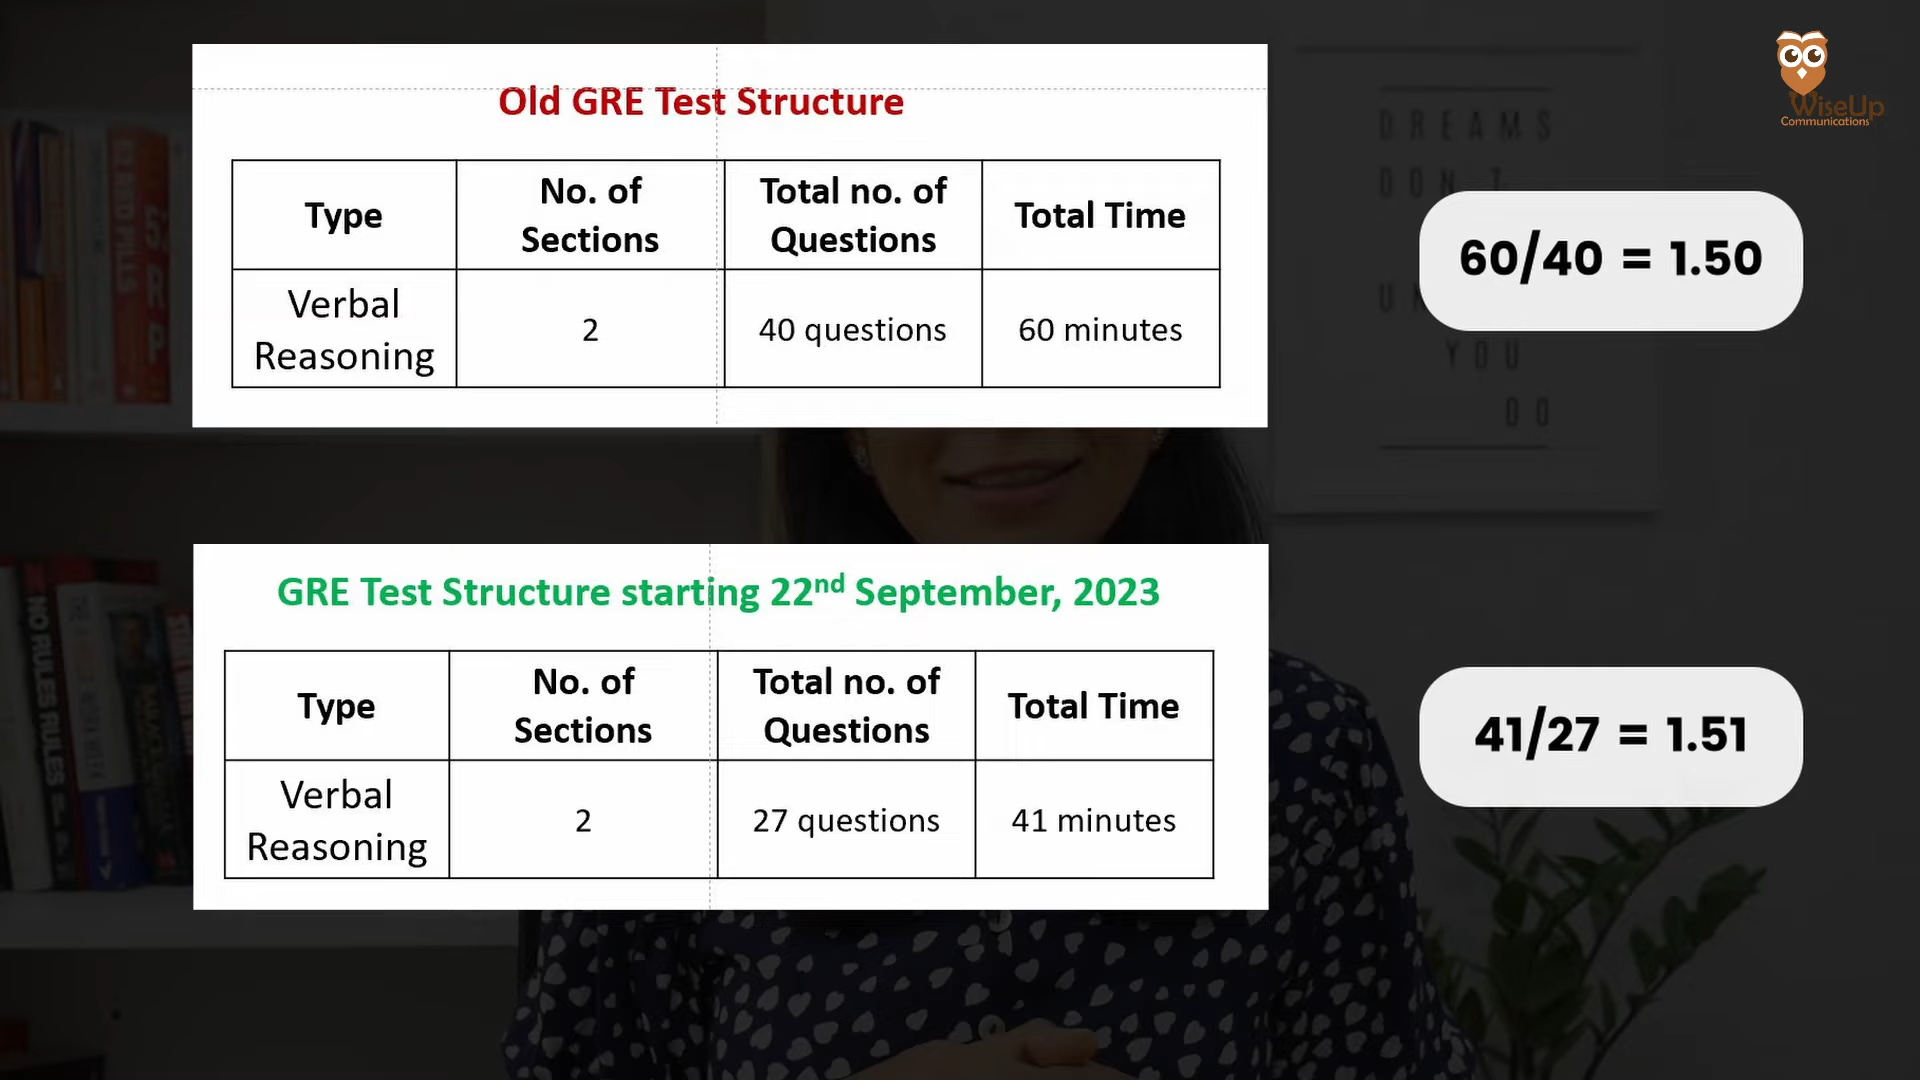 WiseUp
Communications
Old GRE Test Structure
Type
No. of
Sections
Total no. of
Questions
Total Time
Verbal
Reasoning
2
40 questions
60 minutes
60/40 = 1.50
DREAMS
DON'T
YOU
DO
GRE Test Structure starting 22nd September, 2023
Type
No. of
Sections
Total no. of
Questions
Total Time
Verbal
Reasoning
2
27 questions
41 minutes
41/27 = 1.51
NO RULES RULES